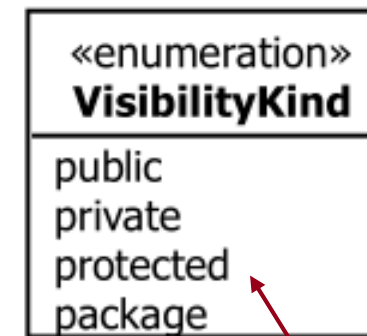 «enumeration»
VisibilityKind
public
private
protected
package